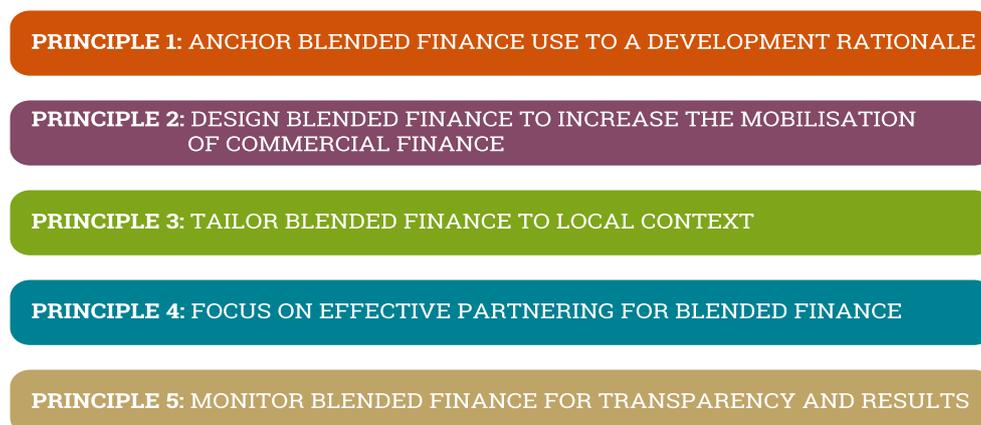 PRINCIPLE 1: ANCHOR BLENDED FINANCE USE TO A DEVELOPMENT RATIONALE
PRINCIPLE 2: DESIGN BLENDED FINANCE TO INCREASE THE MOBILISATION
OF COMMERCIAL FINANCE
PRINCIPLE 3: TAILOR BLENDED FINANCE TO LOCAL CONTEXT
PRINCIPLE 4: FOCUS ON EFFECTIVE PARTNERING FOR BLENDED FINANCE
PRINCIPLE 5: MONITOR BLENDED FINANCE FOR TRANSPARENCY AND RESULTS